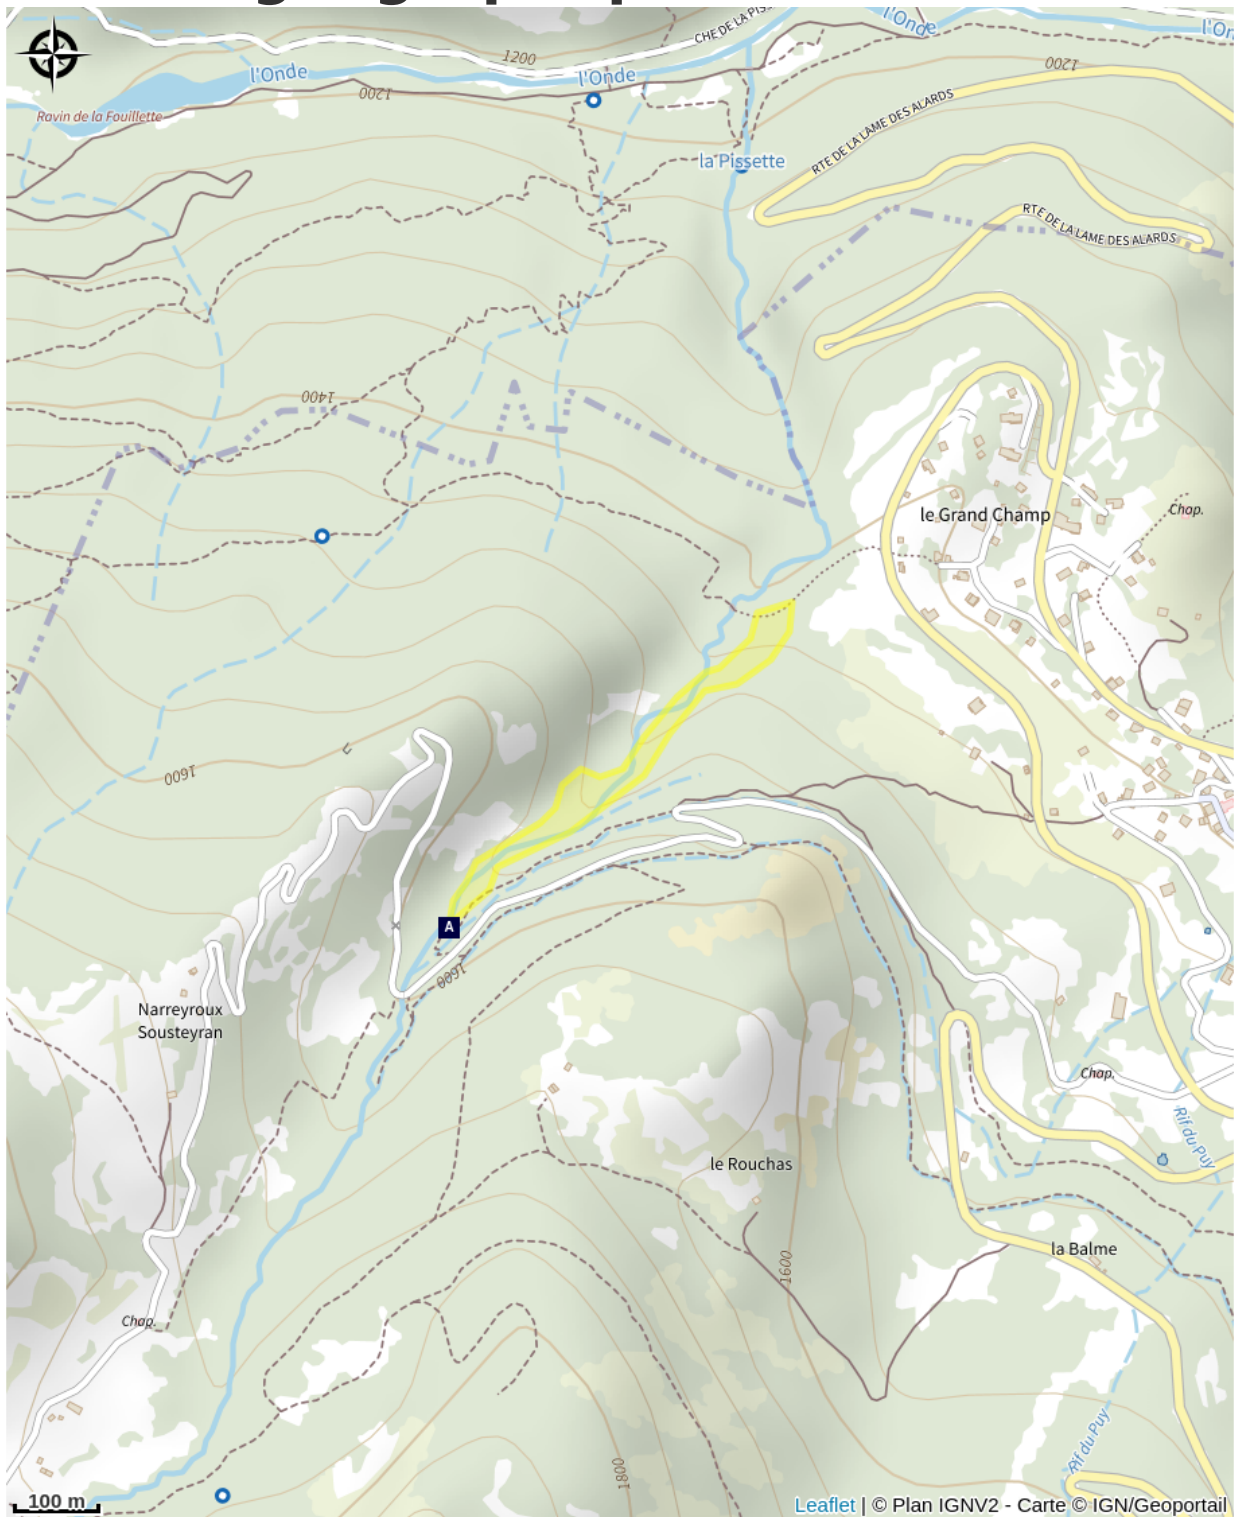 CHE DE LA PIS
l'Onde
l'On
l'Onde
l'Onde
1200
1200
1200
Ravin de la Fouillette
RTE DE LA LAME DES ALARDS
la Pissette
RTE DE LA LAME DES ALARDS
1400
le Grand Champ
Chap.
1600
A
1600
Narreyroux
Sousteyran
Chap.
Rif du Puy
le Rouchas
la Balme
1600
Chap.
Rif du Puy
1800
100 m
Leaflet | © Plan IGNV2 - Carte © IGN/Geoportail